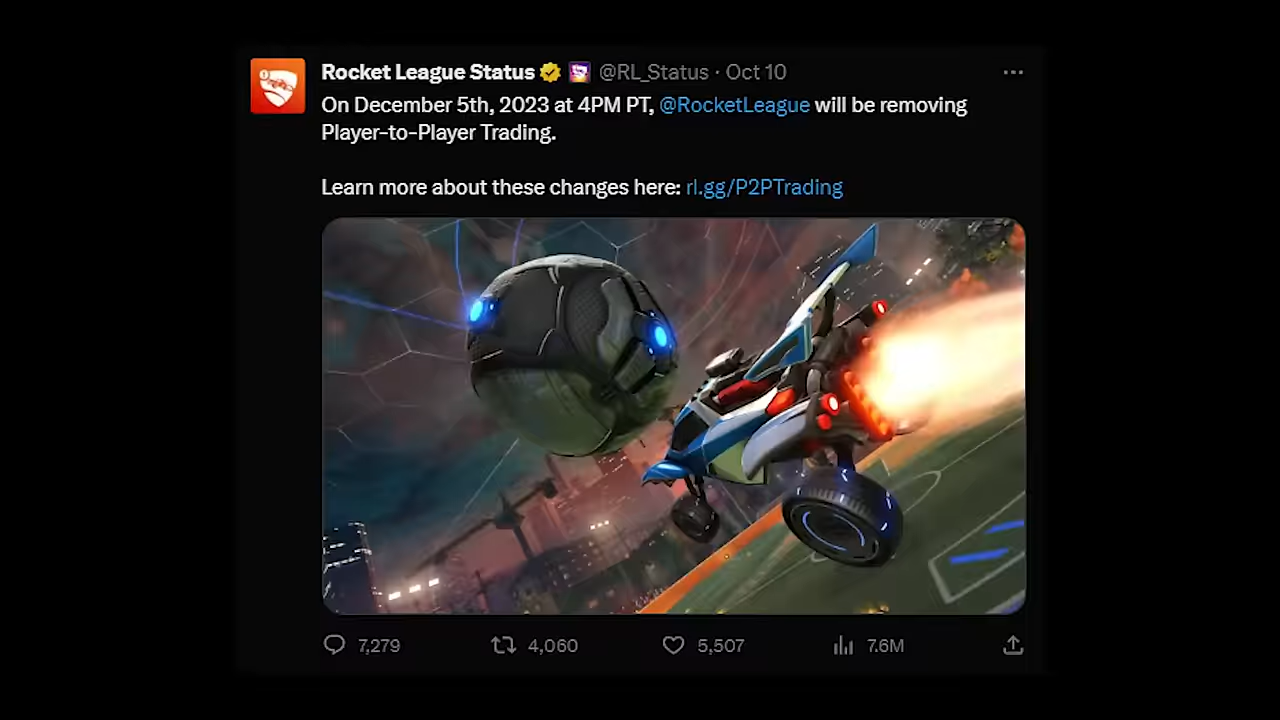 Rocket League Status @RL_Status · Oct 10
On December 5th, 2023 at 4PM PT, @RocketLeague will be removing
Player-to-Player Trading.
Learn more about these changes here: rl.gg/P2PTrading
7,279 4,060 5,507 7.6M